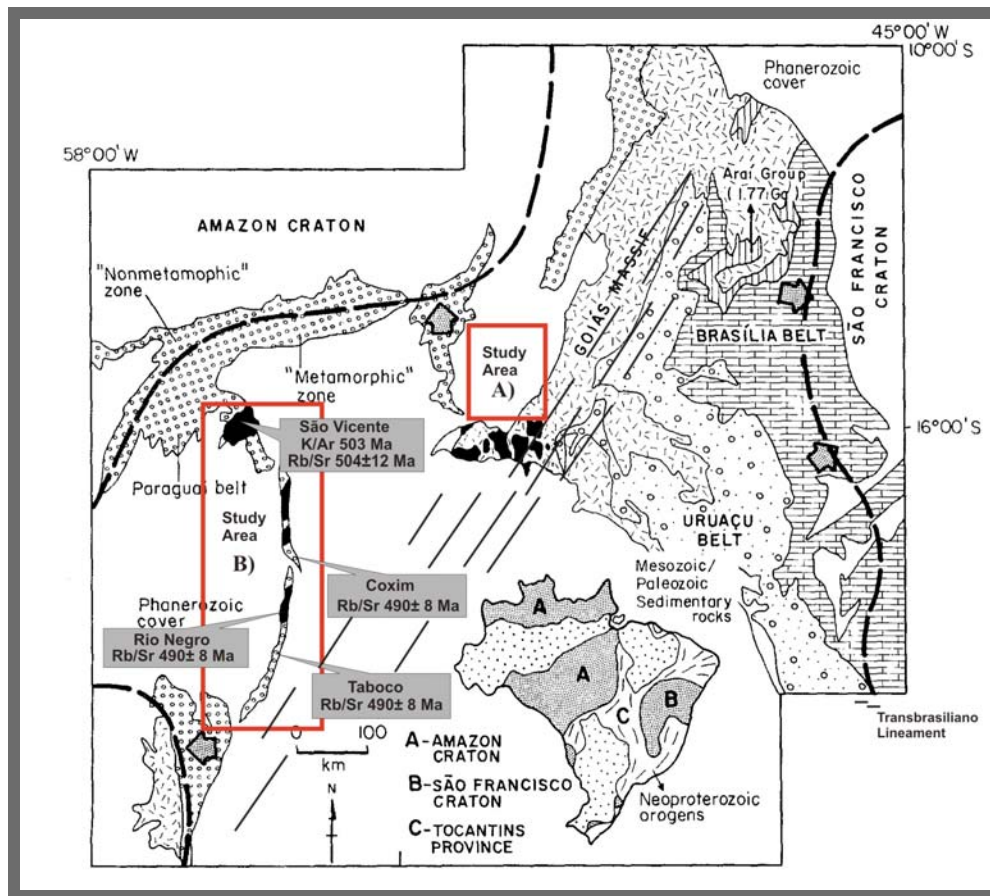 45°00' W
10°00' S
Phanerozoic
cover
58°00' W
Arai Group
(1.77 Ga)
AMAZON CRATON
SÃO FRANCISCO
CRATON
"Nonmetamophic"
zone
GOIAS MASSIF
BRASÍLIA BELT
Study
Area
A)
"Metamorphic"
zone
São Vicente
K/Ar 503 Ma
Rb/Sr 504±12 Ma
16°00' S
Paraguai belt
Study
Area
B)
URUAÇU
BELT
Mesozoic/
Paleozoic
Sedimentary
rocks
Coxim
Rb/Sr 490± 8 Ma
Phanerozoic
cover
Rio Negro
Rb/Sr 490± 8 Ma
Taboco
Rb/Sr 490± 8 Ma
A
A
B
C
Transbrasiliano
Lineament
0 100
km
N
A-AMAZON
CRATON
B-SÃO FRANCISCO
CRATON
C-TOCANTINS
PROVINCE
Neoproterozoic
orogens